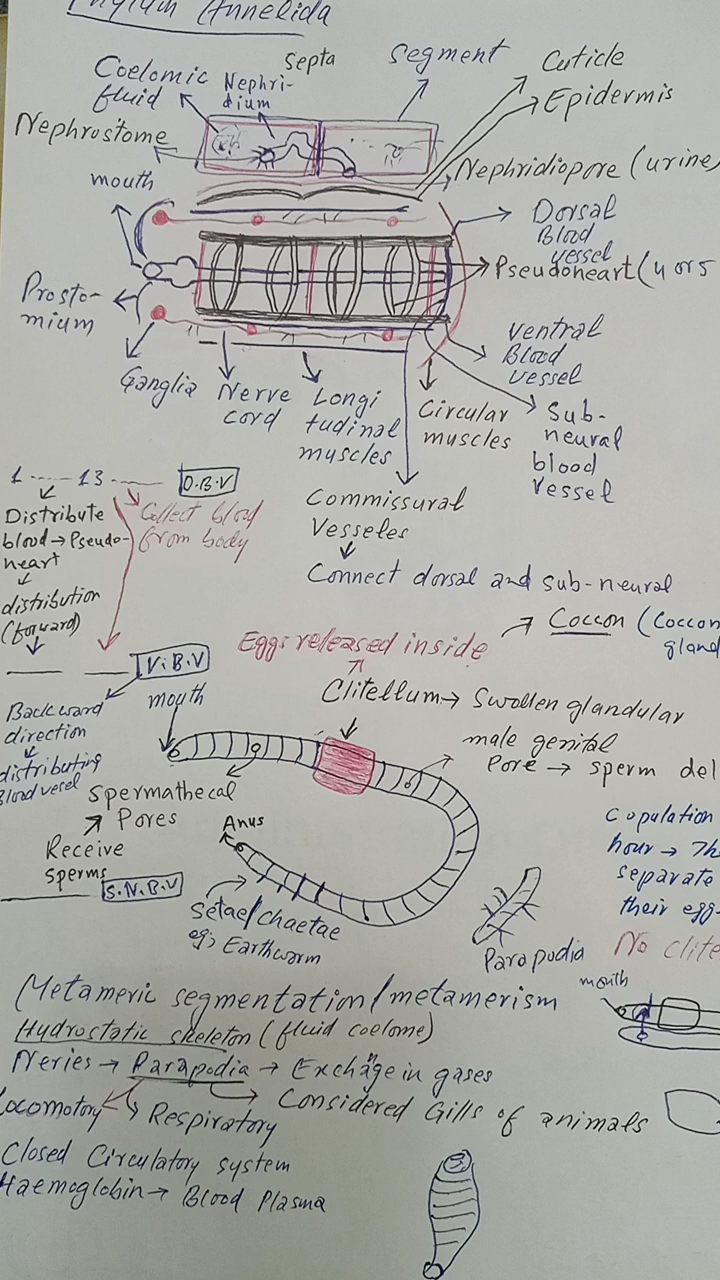 Phylum Annelida
Coelomic fluid
Nephri-dium
Septa
Segment
Cuticle
Epidermis
Nephrostome
Nephridiopore (urine)
mouth
Dorsal
Blood
vessel
Pseudoheart (4 or 5
Prosto-
mium
Ventral
Blood
vessel
Ganglia
Nerve
cord
Longi
tudinal
muscles
Circular
muscles
Sub-
neural
blood
vessel
1 ---- 13 ----
D.B.V
Distribute
blood → Pseudo-
heart
distribution
(forward)
Collect blood
from body
Commissural
Vesseles
Connect dorsal and sub-neural
V.B.V
Backward
direction
distributing
Blood vesel
Eggs released inside
→ Coccon (Coccon
gland
Clitellum → Swollen glandular
mouth
male genital
Pore → sperm del
Spermathecal
Pores
Receive
sperms
S.N.B.V
Anus
Setae/chaetae
eg; Earthworm
Copulation
hour → Th
separate
their egg
Parapodia
No clite
mouth
Metameric segmentation/metamerism
Hydrostatic skeleton (fluid coelome)
Neries → Parapodia → Exchange in gases
Locomotory
Respiratory
Considered Gills of animals
Closed Circulatory system
Haemoglobin → Blood Plasma